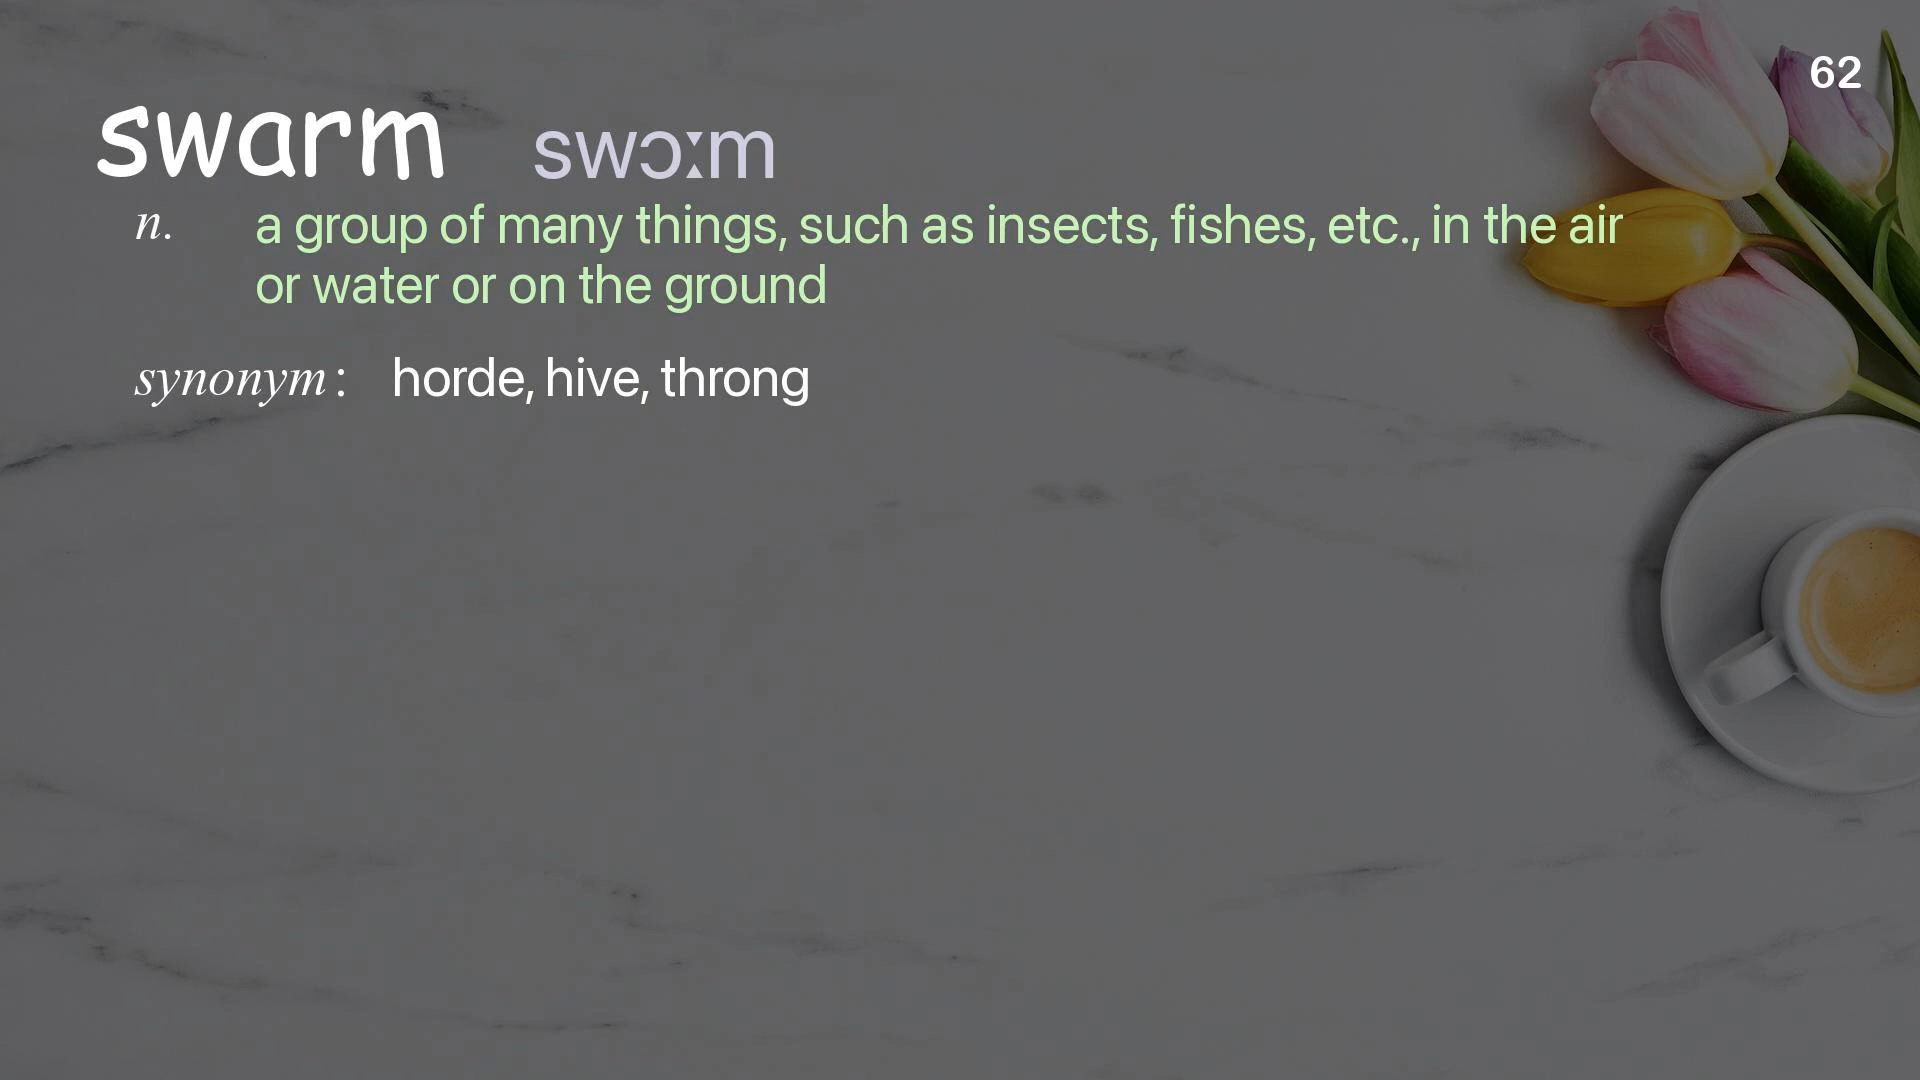 62
swarm swɔːm
n. a group of many things, such as insects, fishes, etc., in the air
or water or on the ground
synonym : horde, hive, throng